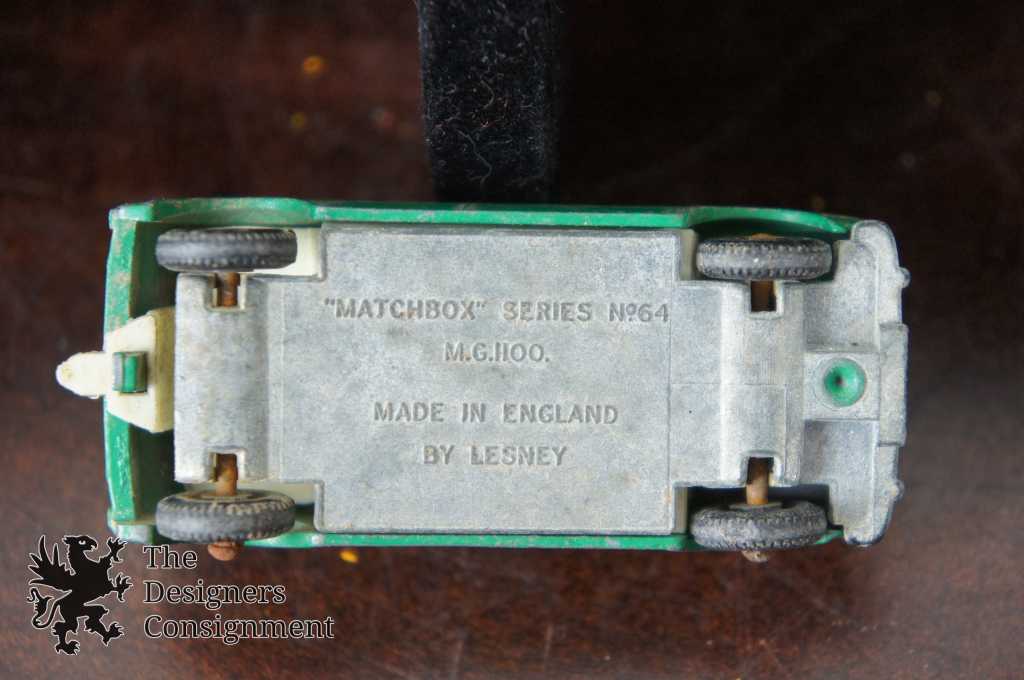 "MATCHBOX" SERIES Nº64
M.G.1100.
MADE IN ENGLAND
BY LESNEY
The
Designers
Consignment